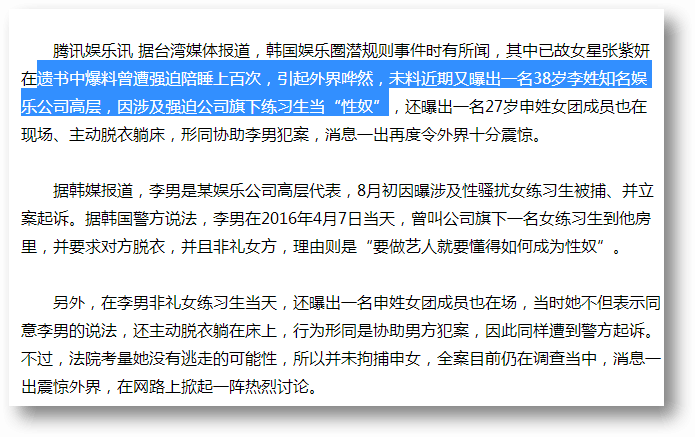 腾讯娱乐讯 据台湾媒体报道，韩国娱乐圈潜规则事件时有所闻，其中已故女星张紫妍
在遗书中爆料曾遭强迫陪睡上百次，引起外界哗然，未料近期又曝出一名38岁李姓知名娱
乐公司高层，因涉及强迫公司旗下练习生当“性奴”，还曝出一名27岁申姓女团成员也在
现场、主动脱衣躺床，形同协助李男犯案，消息一出再度令外界十分震惊。
据韩媒报道，李男是某娱乐公司高层代表，8月初因曝涉及性骚扰女练习生被捕、并立
案起诉。据韩国警方说法，李男在2016年4月7日当天，曾叫公司旗下一名女练习生到他房
里，并要求对方脱衣，并且非礼女方，理由则是“要做艺人就要懂得如何成为性奴”。
另外，在李男非礼女练习生当天，还曝出一名申姓女团成员也在场，当时她不但表示同
意李男的说法，还主动脱衣躺在床上，行为形同是协助男方犯案，因此同样遭到警方起诉。
不过，法院考量她没有逃走的可能性，所以并未拘捕申女，全案目前仍在调查当中，消息一
出震惊外界，在网路上掀起一阵热烈讨论。